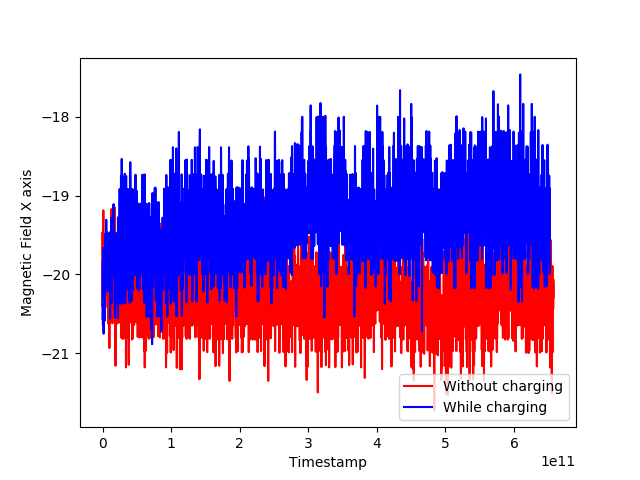 Magnetic Field X axis
−18
−19
−20
−21
Without charging
While charging
0 1 2 3 4 5 6
1e11
Timestamp